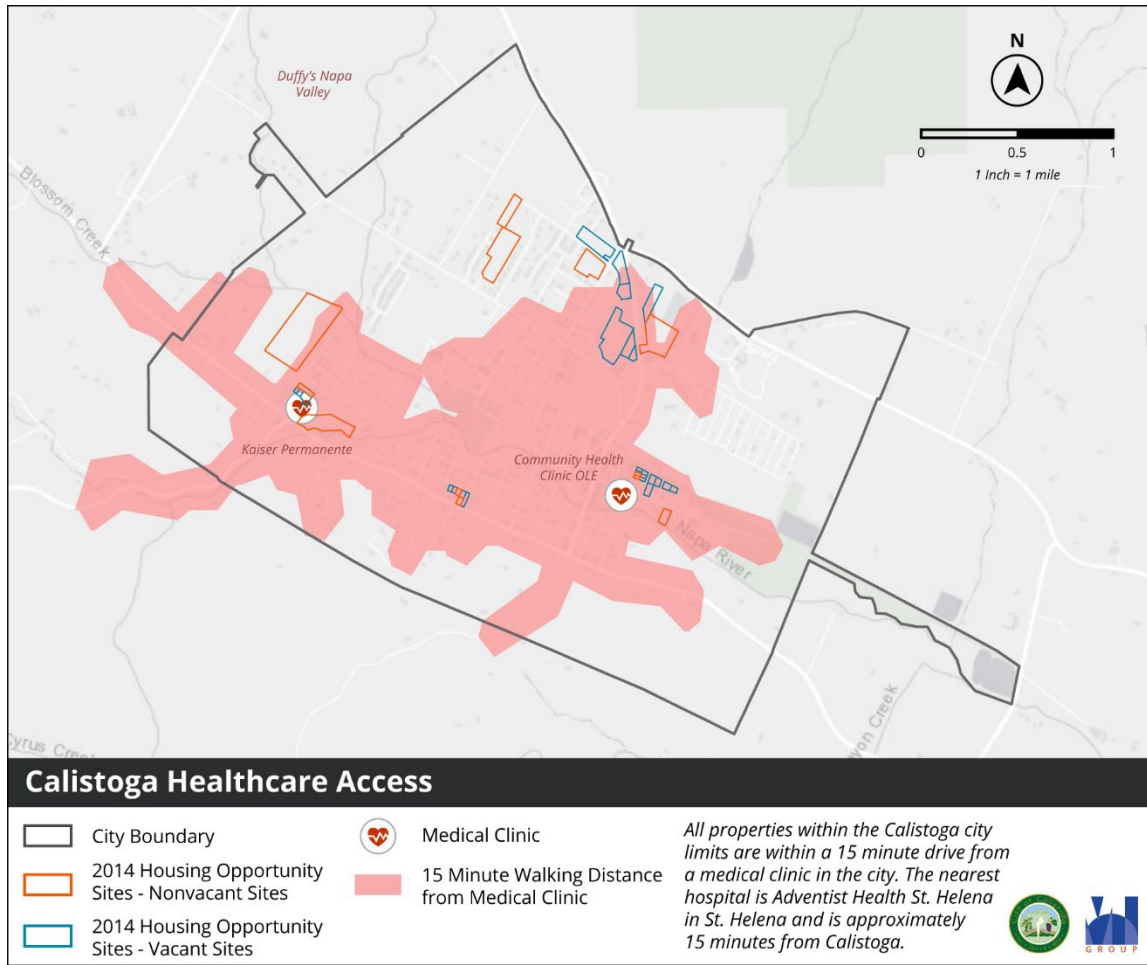 Duffy's Napa
Valley
N
0 0.5 1
1 Inch = 1 mile
Blossom Creek
Kaiser Permanente
Community Health
Clinic OLE
Napa River
Cyrus Creek
yon Creek
Calistoga Healthcare Access
City Boundary
2014 Housing Opportunity
Sites - Nonvacant Sites
2014 Housing Opportunity
Sites - Vacant Sites
Medical Clinic
15 Minute Walking Distance
from Medical Clinic
All properties within the Calistoga city
limits are within a 15 minute drive from
a medical clinic in the city. The nearest
hospital is Adventist Health St. Helena
in St. Helena and is approximately
15 minutes from Calistoga.
GROUP